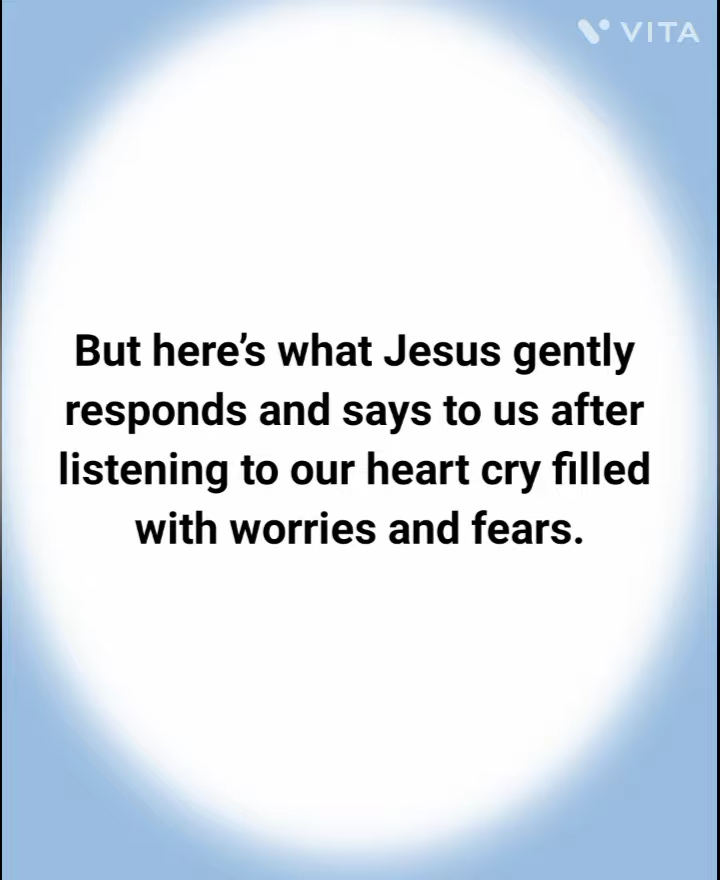 VITA
But here’s what Jesus gently
responds and says to us after
listening to our heart cry filled
with worries and fears.